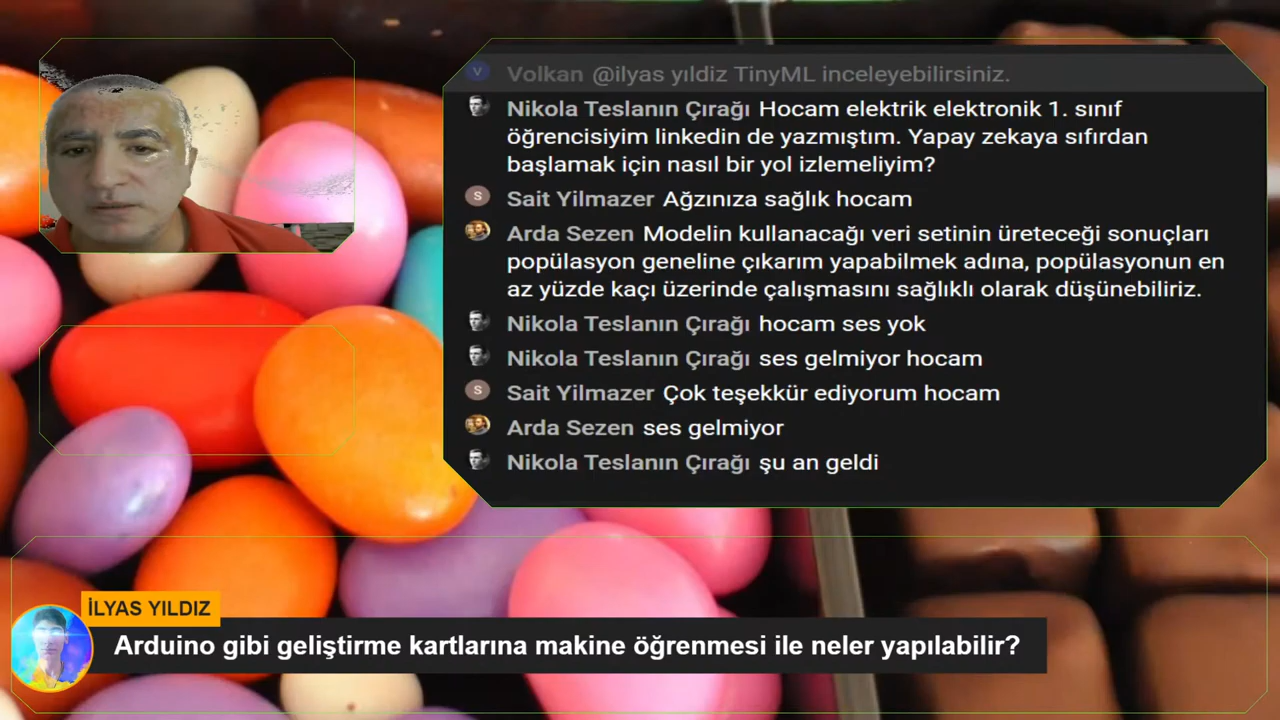 V
Volkan @ilyas yıldiz TinyML inceleyebilirsiniz.
Nikola Teslanın Çırağı Hocam elektrik elektronik 1. sınıf
öğrencisiyim linkedin de yazmıştım. Yapay zekaya sıfırdan
başlamak için nasıl bir yol izlemeliyim?
S
Sait Yilmazer Ağzınıza sağlık hocam
Arda Sezen Modelin kullanacağı veri setinin üreteceği sonuçları
popülasyon geneline çıkarım yapabilmek adına, popülasyonun en
az yüzde kaçı üzerinde çalışmasını sağlıklı olarak düşünebiliriz.
Nikola Teslanın Çırağı hocam ses yok
Nikola Teslanın Çırağı ses gelmiyor hocam
S
Sait Yilmazer Çok teşekkür ediyorum hocam
Arda Sezen ses gelmiyor
Nikola Teslanın Çırağı şu an geldi
İLYAS YILDIZ
Arduino gibi geliştirme kartlarına makine öğrenmesi ile neler yapılabilir?